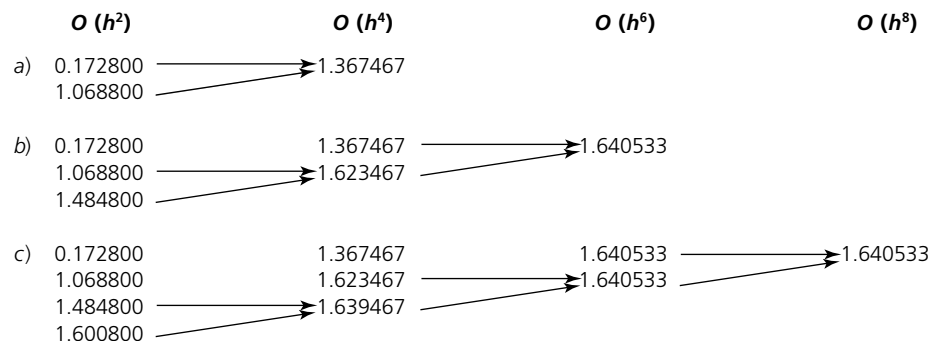 O (h²) O (h⁴) O (h⁶) O (h⁸)
a) 0.172800 1.367467
1.068800
b) 0.172800 1.367467 1.640533
1.068800 1.623467
1.484800
c) 0.172800 1.367467 1.640533 1.640533
1.068800 1.623467 1.640533
1.484800 1.639467
1.600800